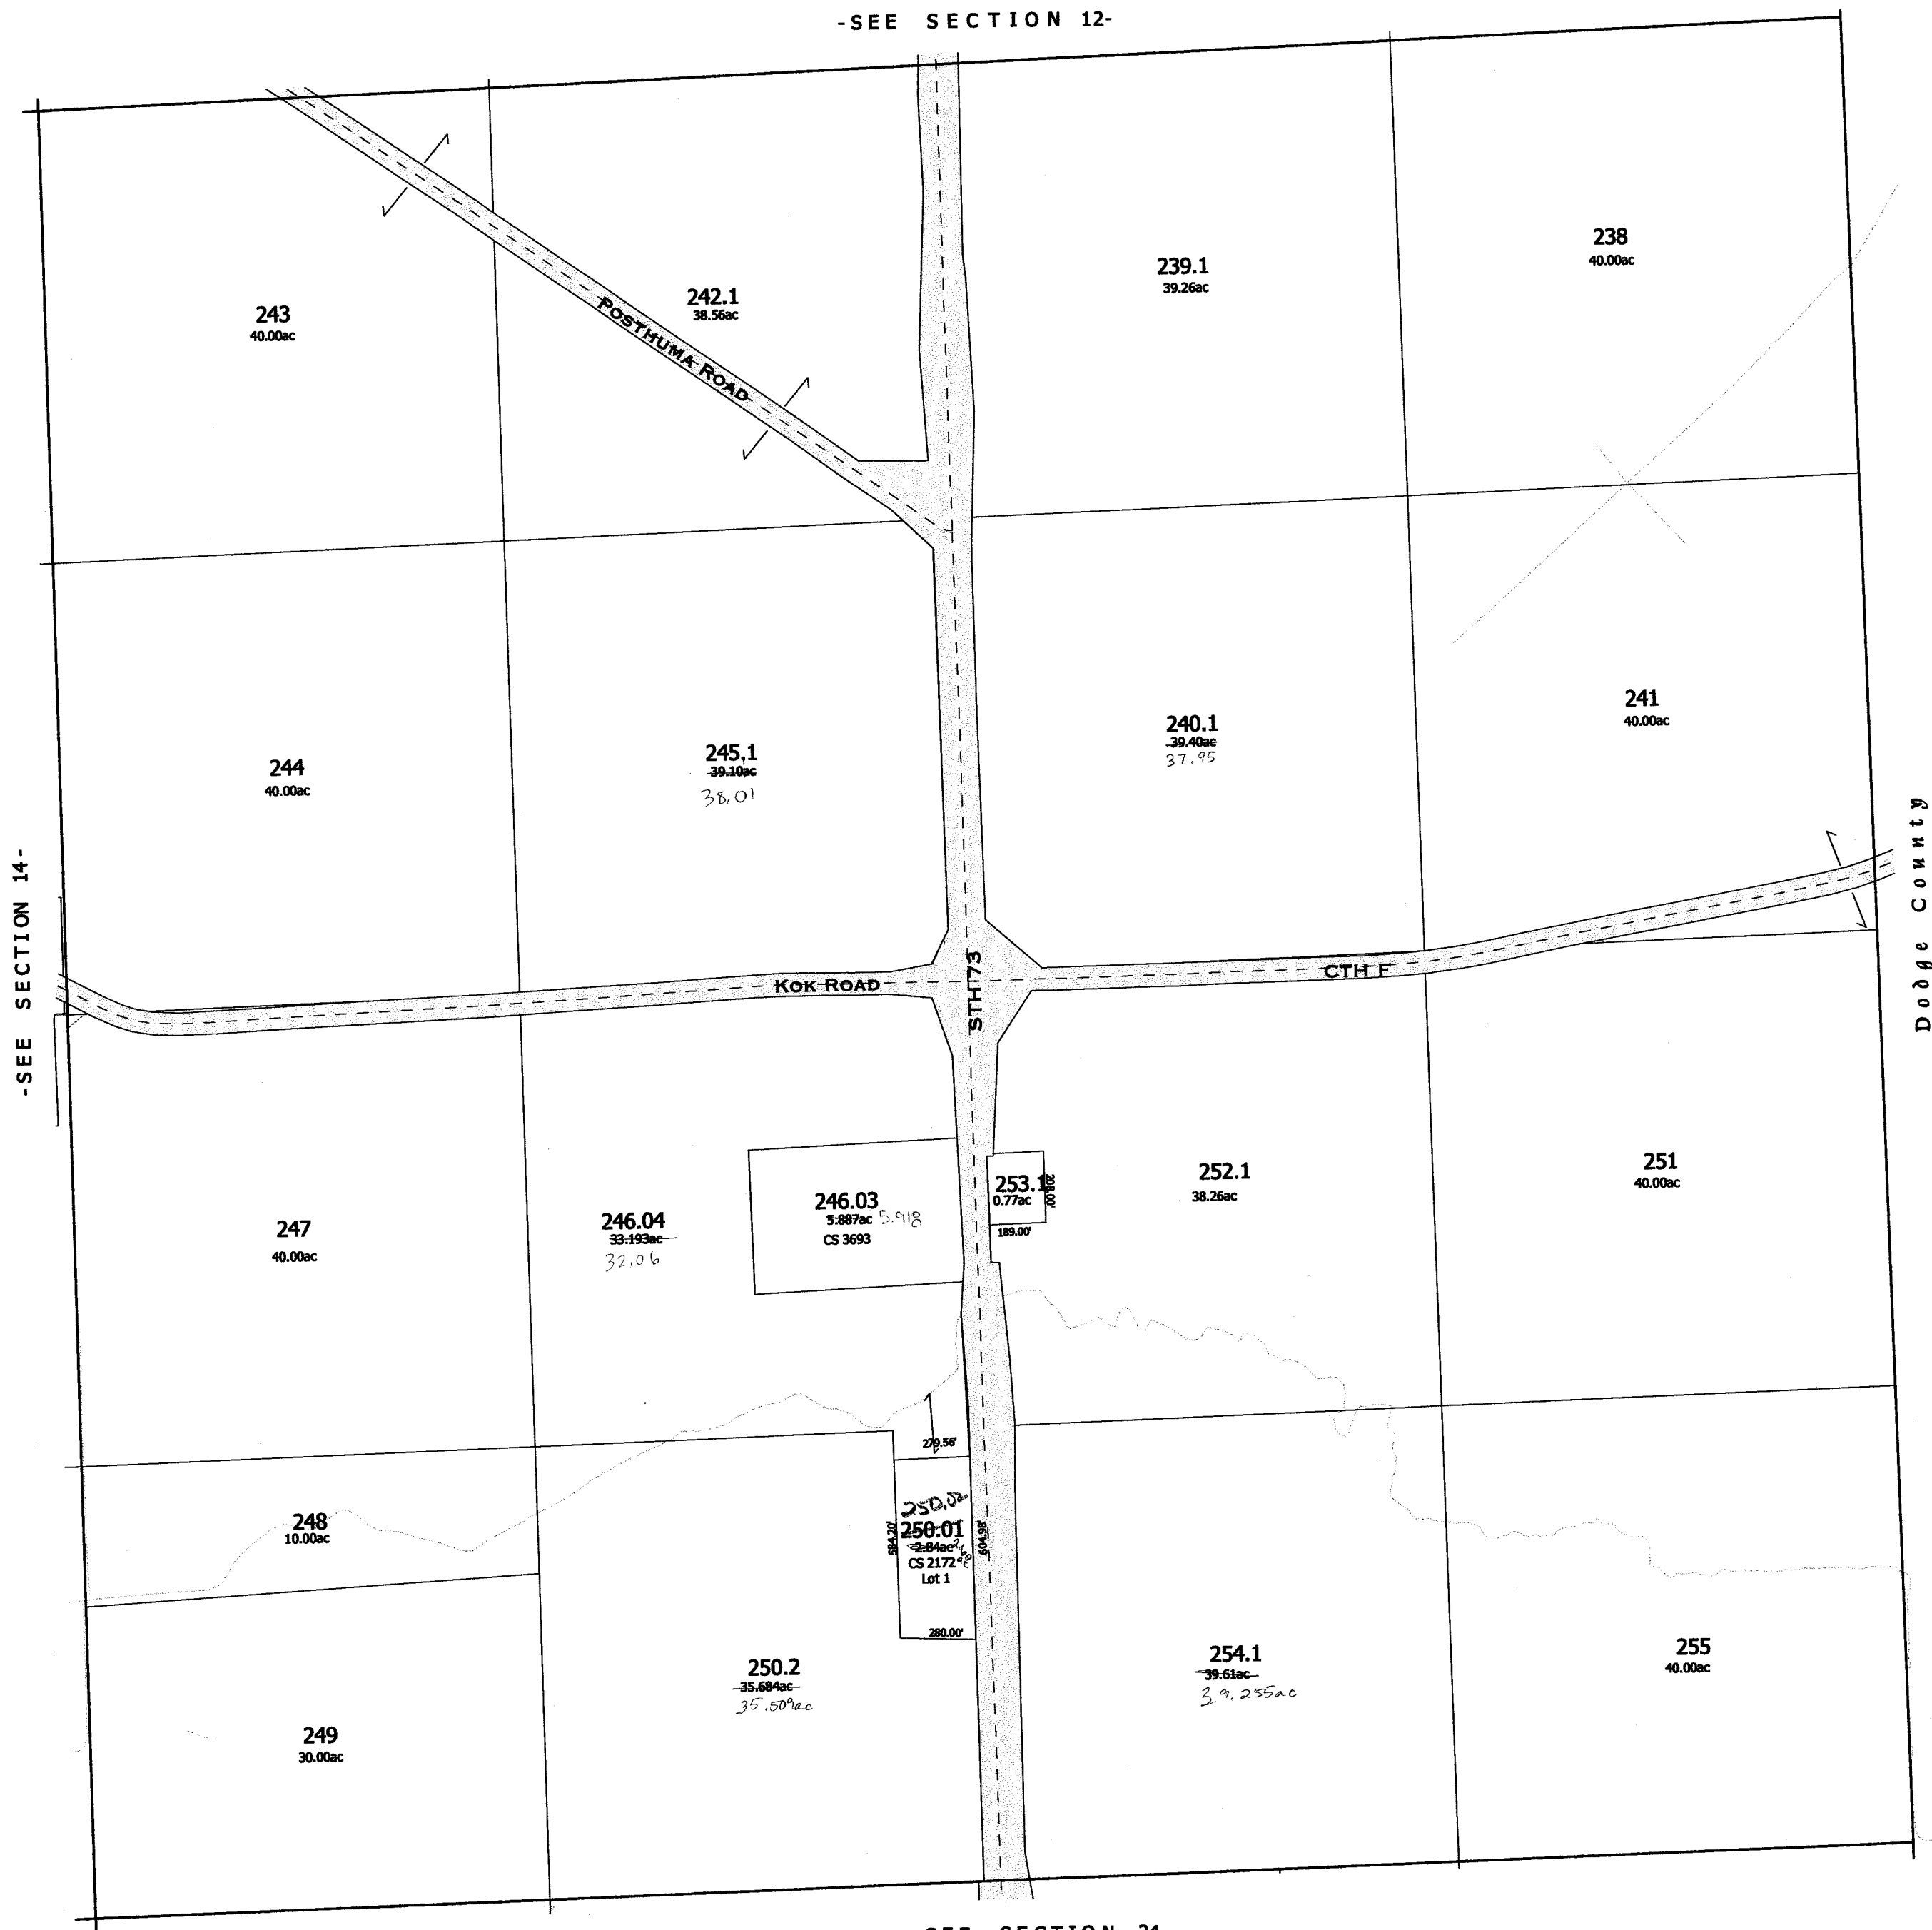 -SEE SECTION 12-
243
40.00ac
242.1
38.56ac
239.1
39.26ac
238
40.00ac
POSTHUMA ROAD
244
40.00ac
245.1
39.10ac
38.01
240.1
39.40ac
37.95
241
40.00ac
-SEE SECTION 14-
Dodge County
KOK ROAD
STH 73
CTH F
247
40.00ac
246.04
33.193ac
32.06
246.03
5.887ac 5.918
CS 3693
253.1
0.77ac
208.00'
189.00'
252.1
38.26ac
251
40.00ac
279.56'
248
10.00ac
250.02
250.01
2.84ac
CS 2172
Lot 1
584.20'
604.98'
280.00'
249
30.00ac
250.2
35.684ac
35.509ac
254.1
39.61ac
39.255ac
255
40.00ac